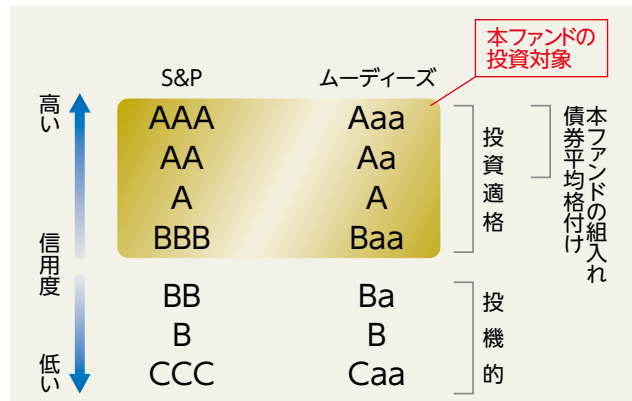 本ファンドの
投資対象
S&P ムーディーズ
高い
信用度
低い
AAA Aaa
AA Aa
A A
BBB Baa
投資適格
本ファンドの組入れ
債券平均格付け
BB Ba
B B
CCC Caa
投機的